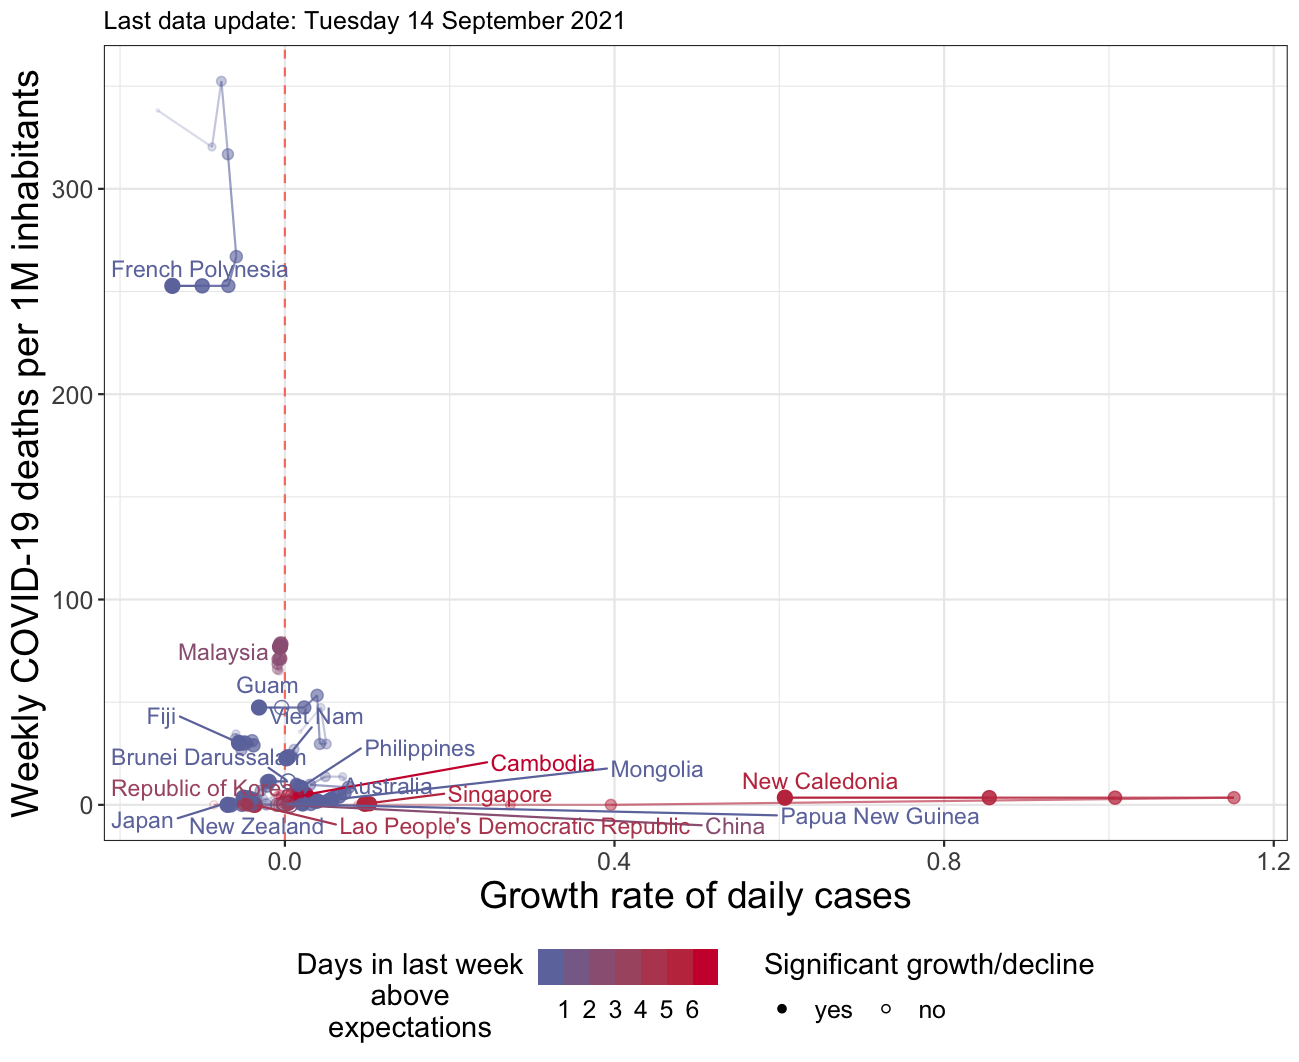 Last data update: Tuesday 14 September 2021
Weekly COVID-19 deaths per 1M inhabitants
300
200
100
0
French Polynesia
Malaysia
Guam
Fiji
Viet Nam
Brunei Darussalam
Philippines
Cambodia
Mongolia
Republic of Korea
Australia
Singapore
New Caledonia
Japan
New Zealand
Lao People's Democratic Republic
China
Papua New Guinea
0.0
0.4
0.8
1.2
Growth rate of daily cases
Days in last week
above
expectations
1 2 3 4 5 6
Significant growth/decline
yes
no